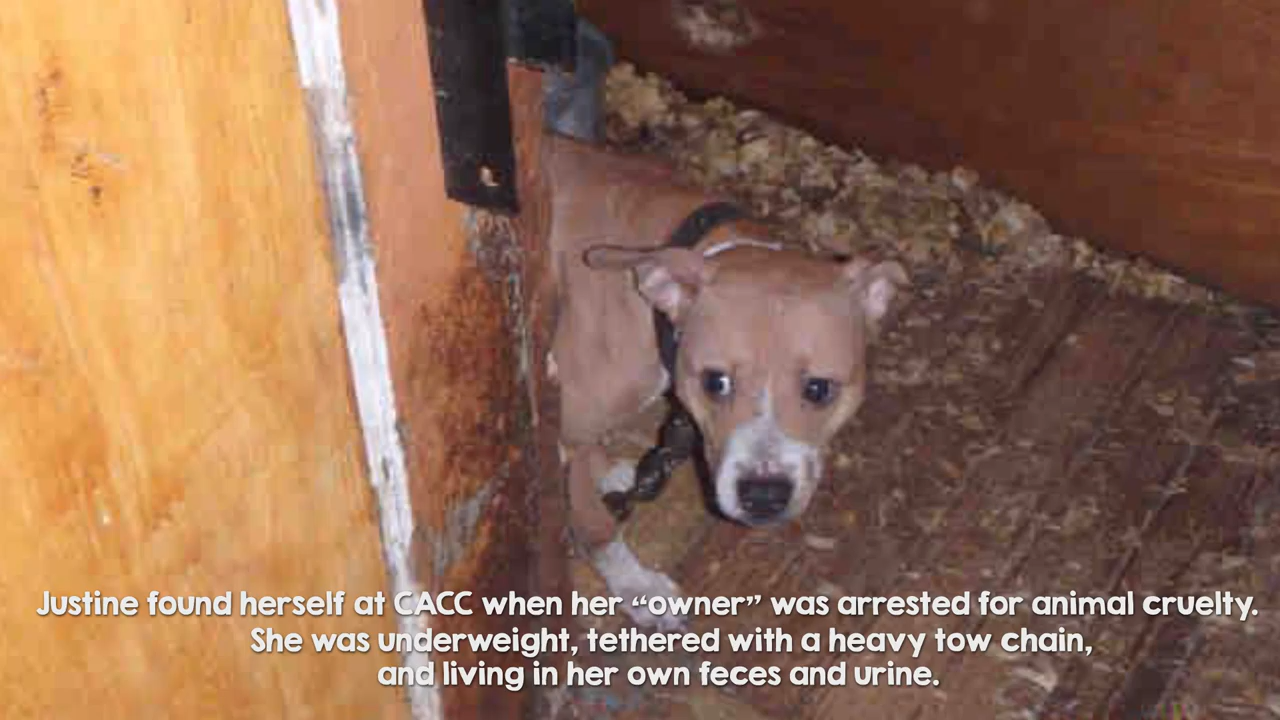 Justine found herself at CACC when her “owner” was arrested for animal cruelty.
She was underweight, tethered with a heavy tow chain,
and living in her own feces and urine.